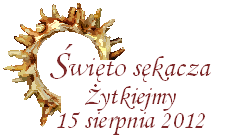 Święto sękacza
Żytkiejmy
15 sierpnia 2012